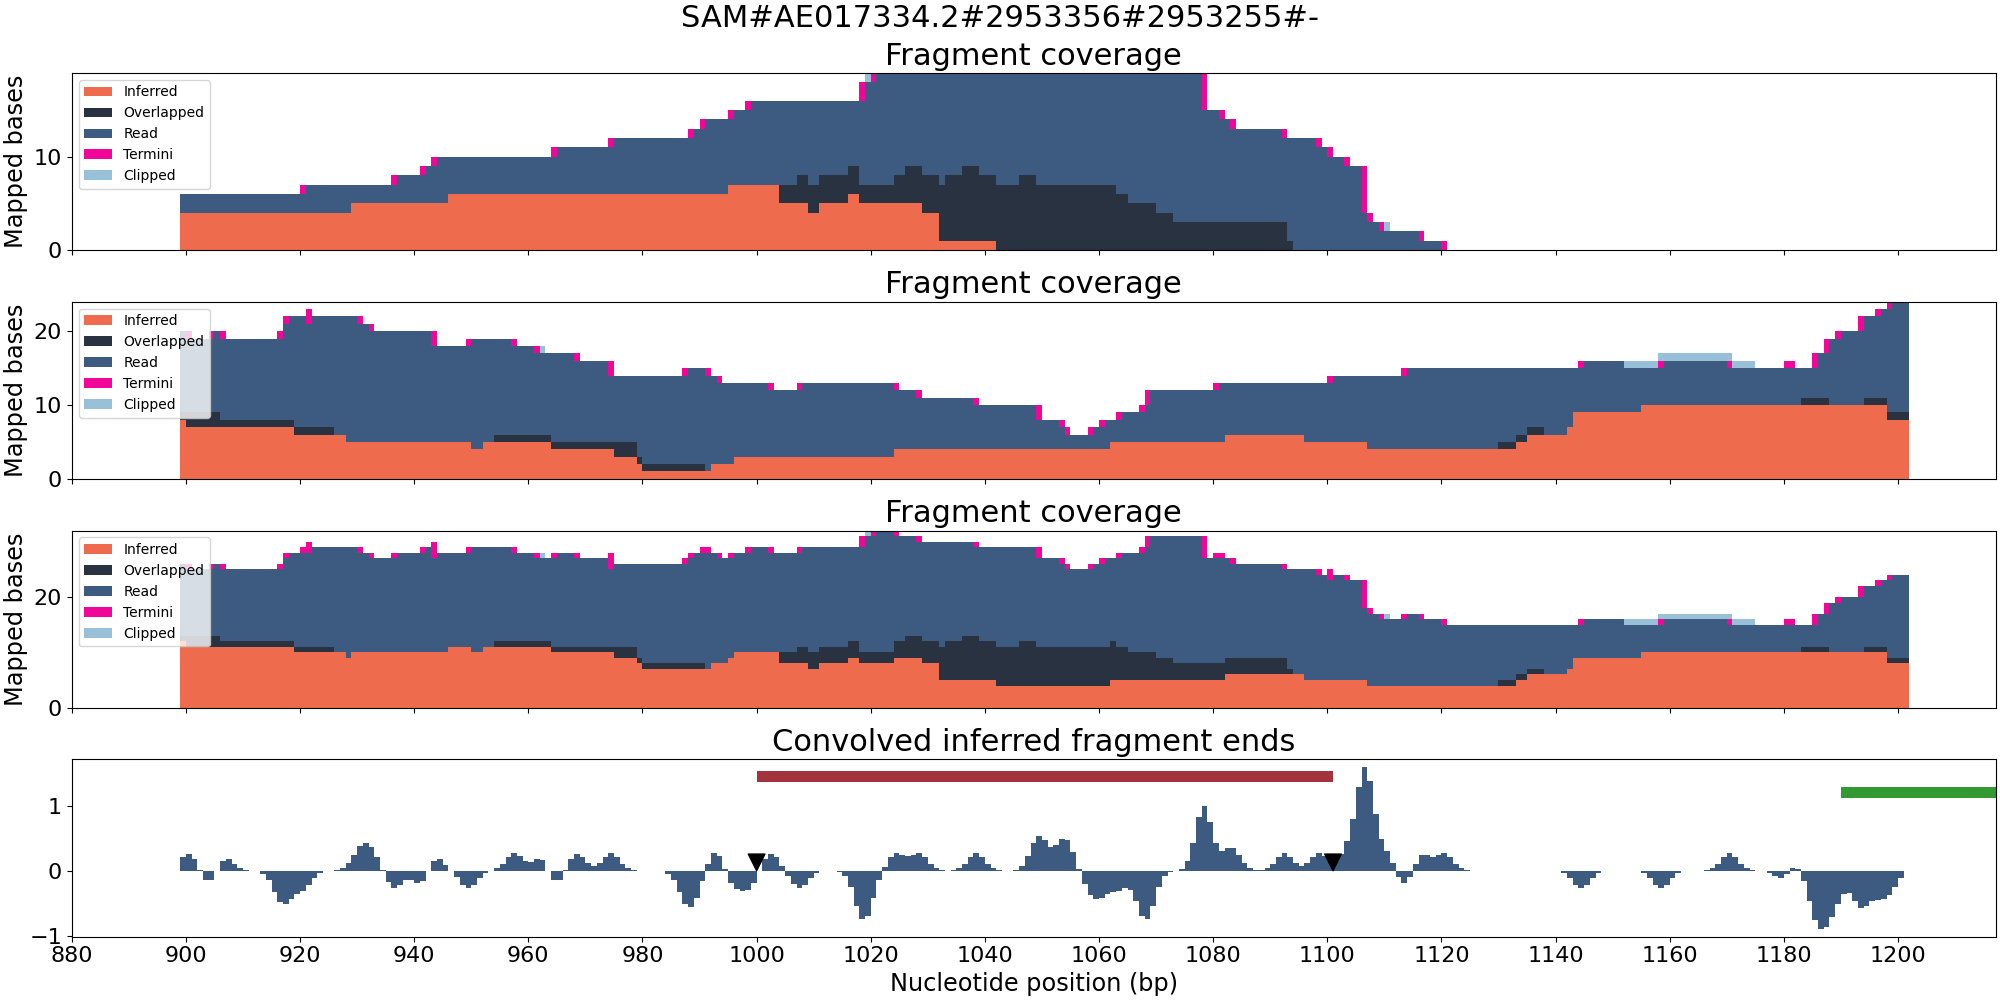 SAM#AE017334.2#2953356#2953255#-
Fragment coverage
Mapped bases
10
0
Inferred
Overlapped
Read
Termini
Clipped
Fragment coverage
Mapped bases
20
10
0
Inferred
Overlapped
Read
Termini
Clipped
Fragment coverage
Mapped bases
20
0
Inferred
Overlapped
Read
Termini
Clipped
Convolved inferred fragment ends
1
0
−1
880 900 920 940 960 980 1000 1020 1040 1060 1080 1100 1120 1140 1160 1180 1200
Nucleotide position (bp)